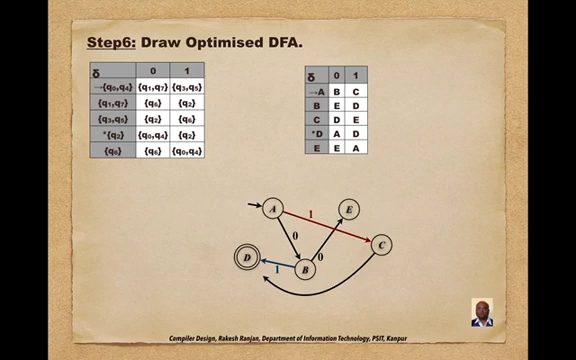 Step6: Draw Optimised DFA.
δ 0 1
→{q0,q4} {q1,q7} {q3,q5}
{q1,q7} {q6} {q2}
{q3,q5} {q2} {q6}
*{q2} {q0,q4} {q2}
{q6} {q6} {q0,q4}
δ 0 1
→A B C
B E D
C D E
*D A D
E E A
A
E
1
0
C
D
B
0
1
Compiler Design, Rakesh Ranjan, Department of Information Technology, PSIT, Kanpur